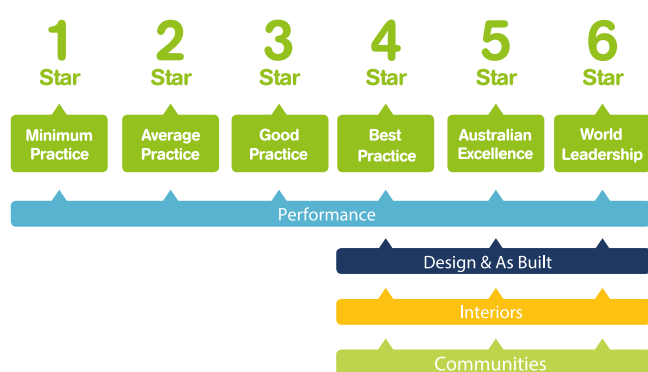 1 2 3 4 5 6
Star Star Star Star Star Star
Minimum Average Good Best Australian World
Practice Practice Practice Practice Excellence Leadership
Performance
Design & As Built
Interiors
Communities